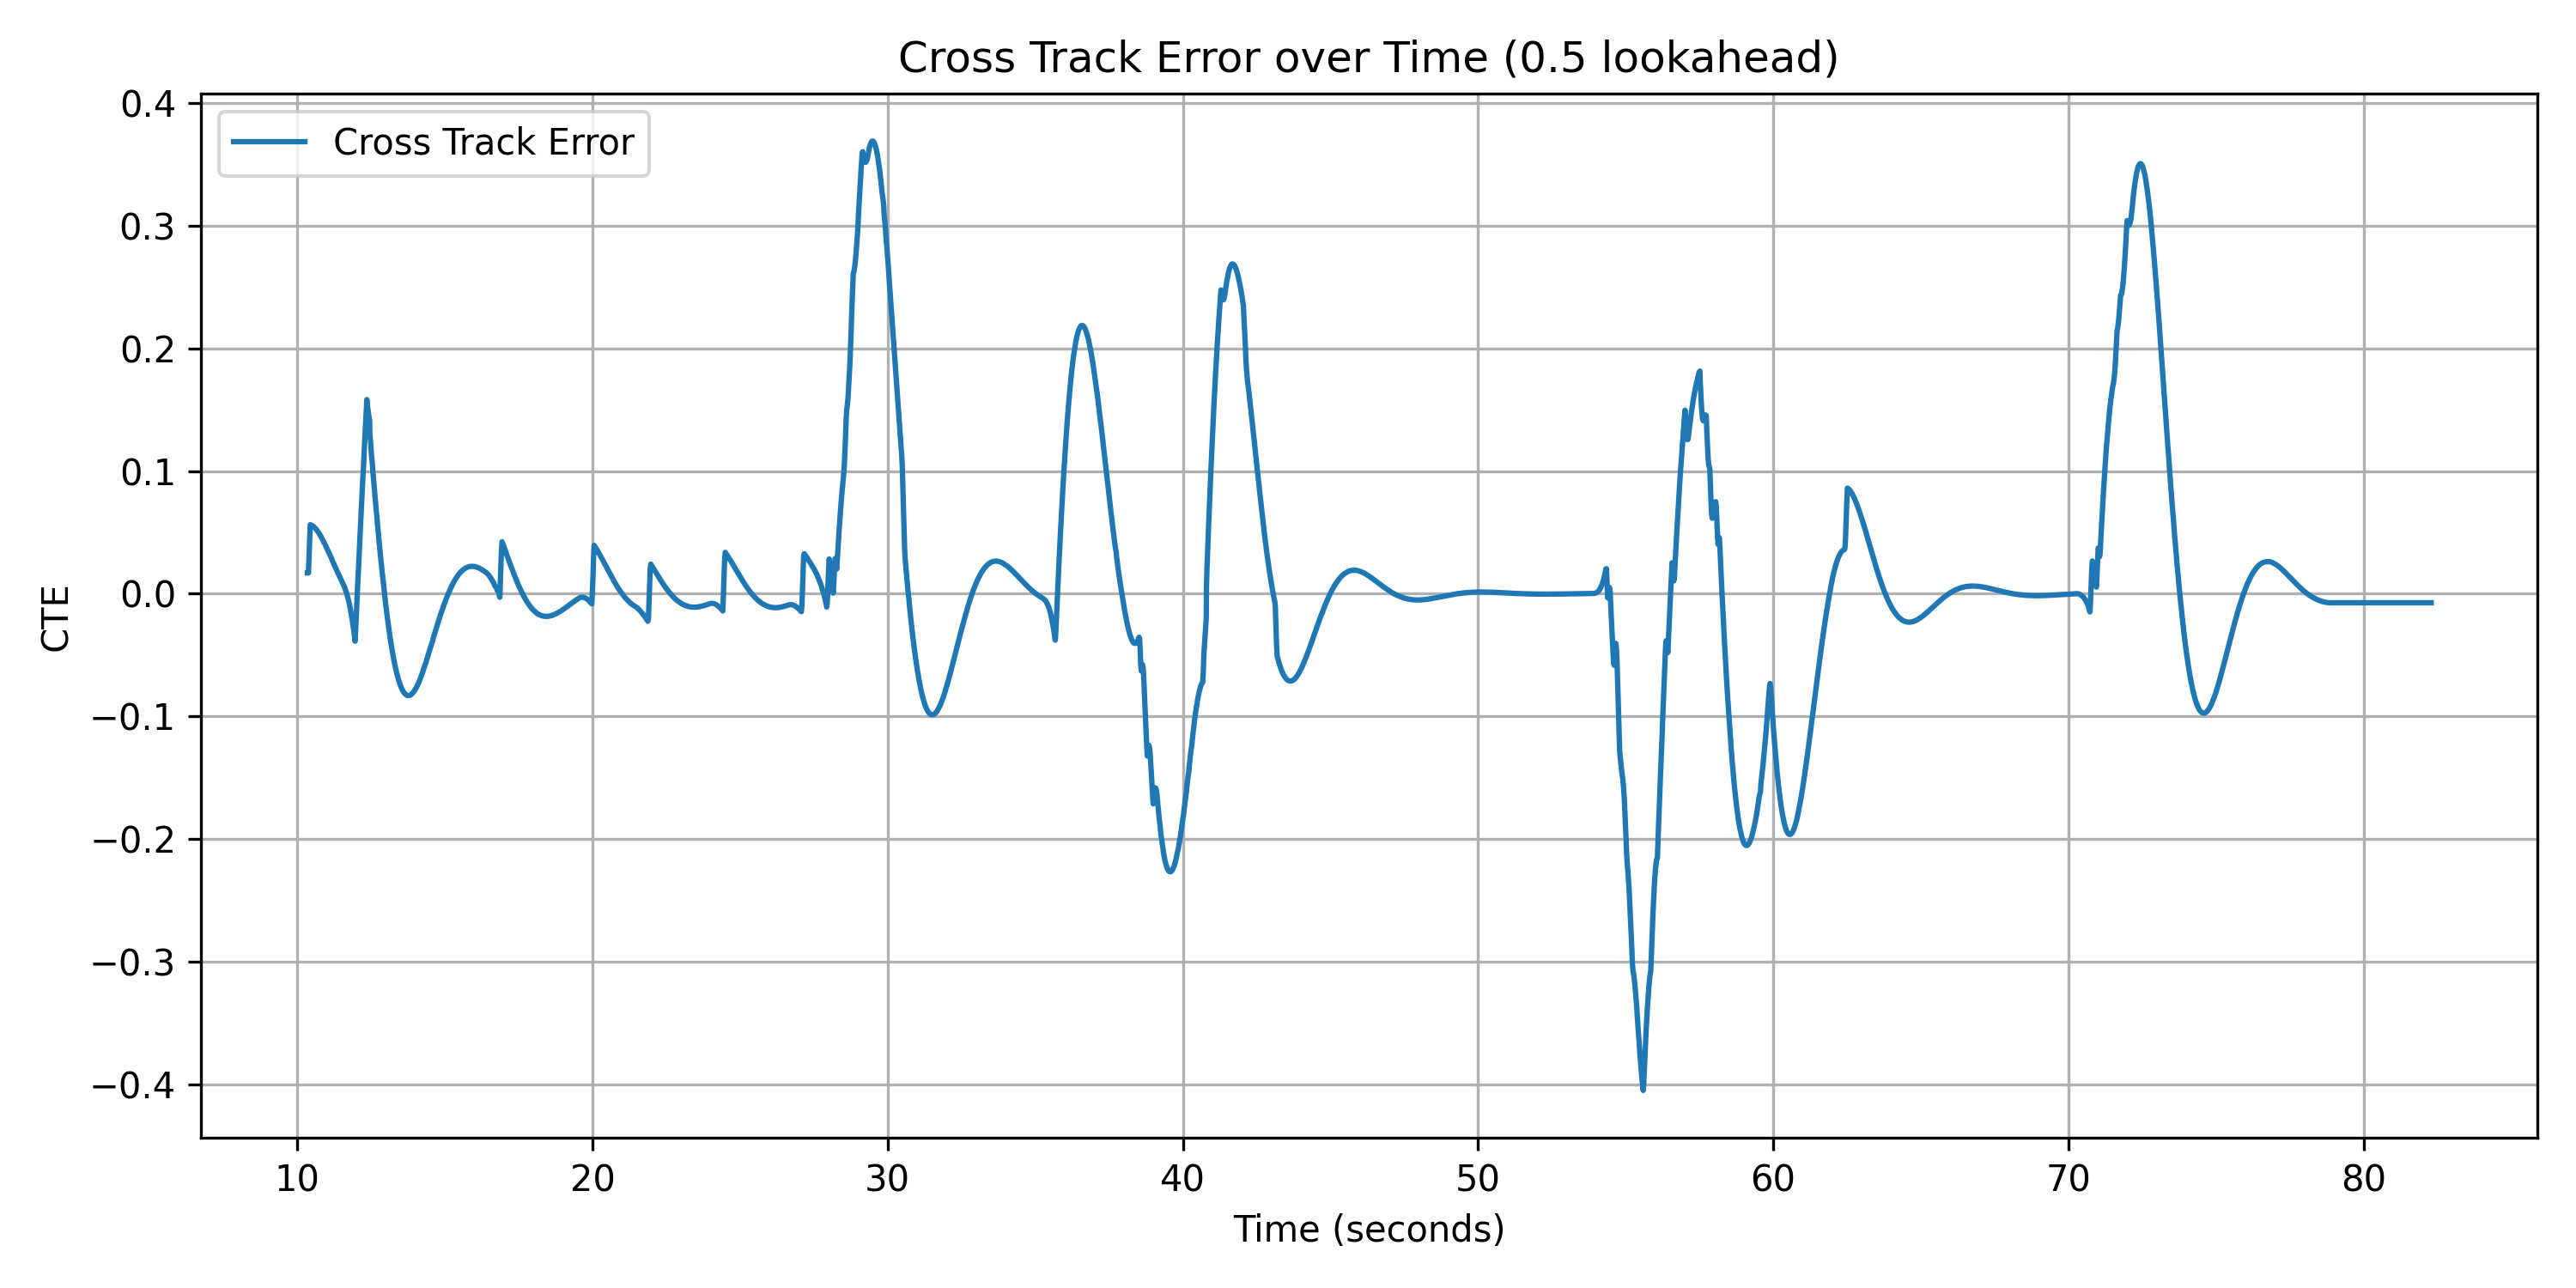 Cross Track Error over Time (0.5 lookahead)
Cross Track Error
0.4
0.3
0.2
0.1
0.0
−0.1
−0.2
−0.3
−0.4
CTE
10 20 30 40 50 60 70 80
Time (seconds)